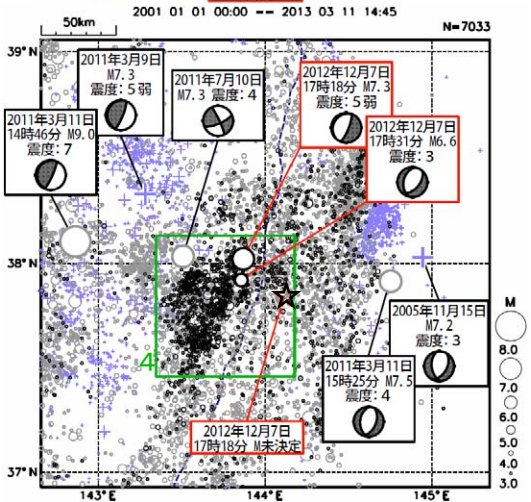 50km
2001 01 01 00:00 -- 2013 03 11 14:45
N=7033
39°N
2011年3月9日
M7.3
震度：5弱
2011年7月10日
M7.3 震度：4
2012年12月7日
17時18分 M7.3
震度：5弱
2011年3月11日
14時46分 M9.0
震度：7
2012年12月7日
17時31分 M6.6
震度：3
38°N
2005年11月15日
M7.2
震度：3
M
8.0
7.0
6.0
5.0
4.0
3.0
4
2011年3月11日
15時25分 M7.5
震度：4
2012年12月7日
17時18分 M未決定
37°N
143°E
144°E
145°E